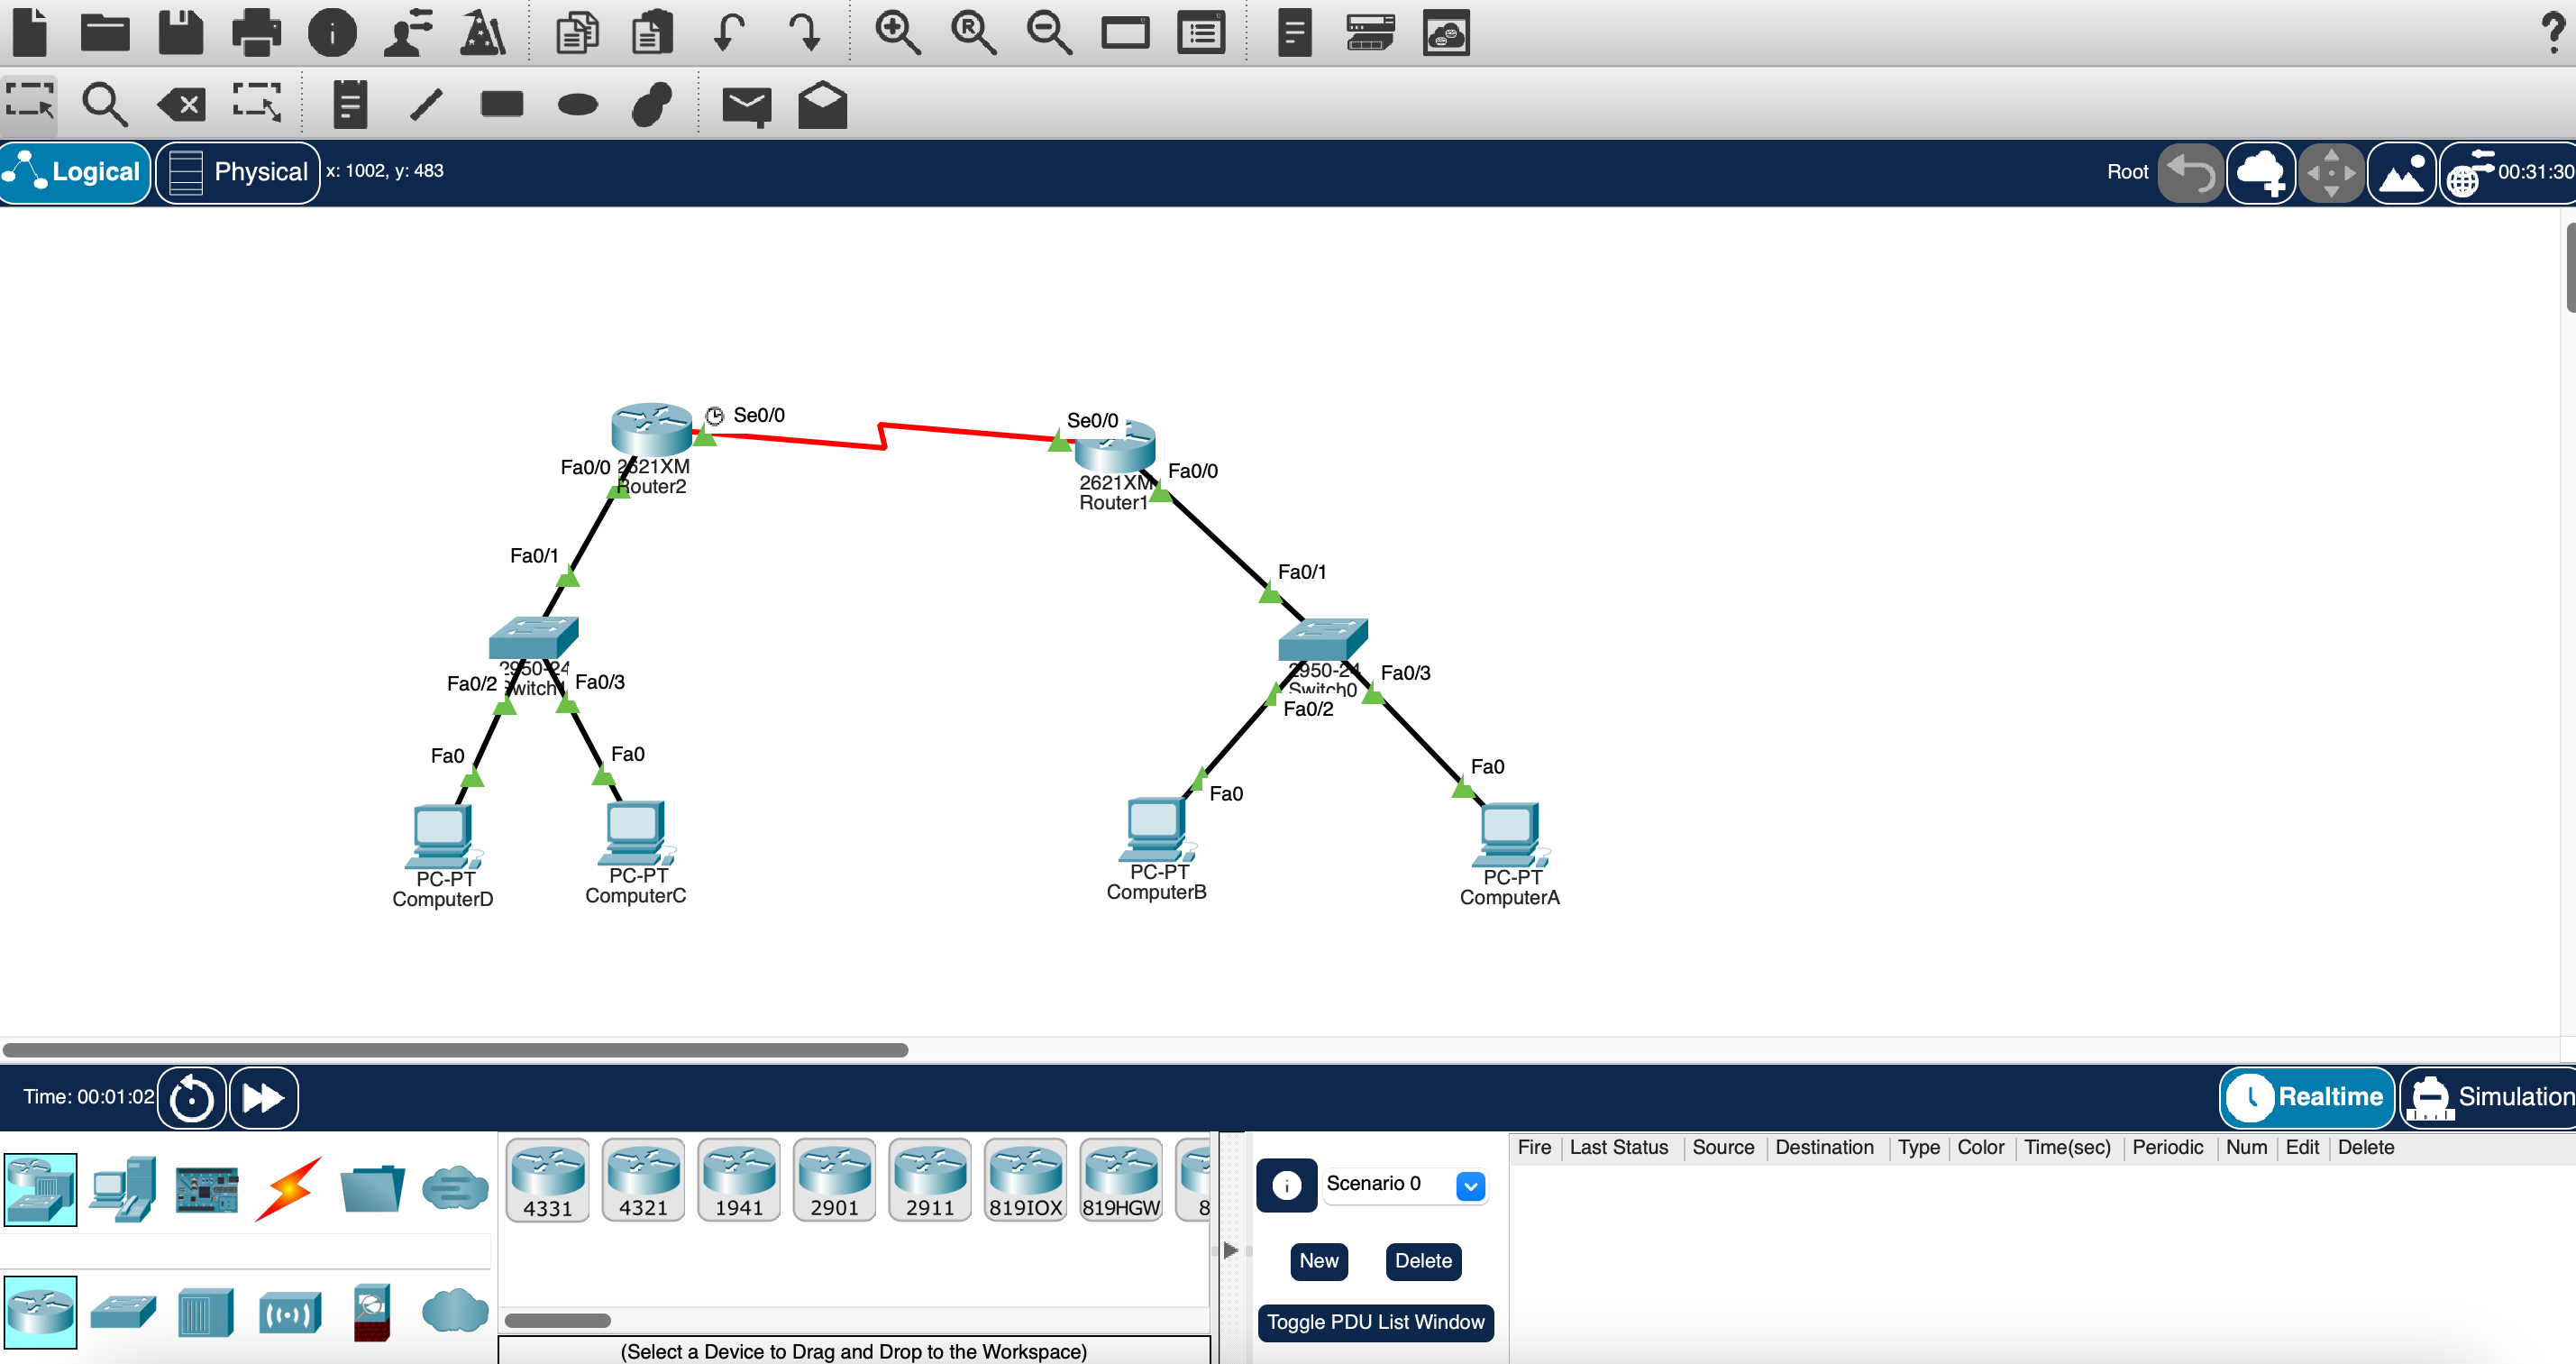 Logical Physical x: 1002, y: 483 Root 00:31:30
Se0/0
Se0/0
Fa0/0 2621XM
Router2
Fa0/0
2621XM
Router1
Fa0/1
Fa0/1
2950-24
Fa0/2 Switch1 Fa0/3
2950-24 Fa0/3
Switch0
Fa0/2
Fa0
Fa0
Fa0
Fa0
PC-PT
ComputerD
PC-PT
ComputerC
PC-PT
ComputerB
PC-PT
ComputerA
Time: 00:01:02 Realtime Simulation
Fire Last Status Source Destination Type Color Time(sec) Periodic Num Edit Delete
Scenario 0
4331 4321 1941 2901 2911 819IOX 819HGW 8
New Delete
Toggle PDU List Window
(Select a Device to Drag and Drop to the Workspace)